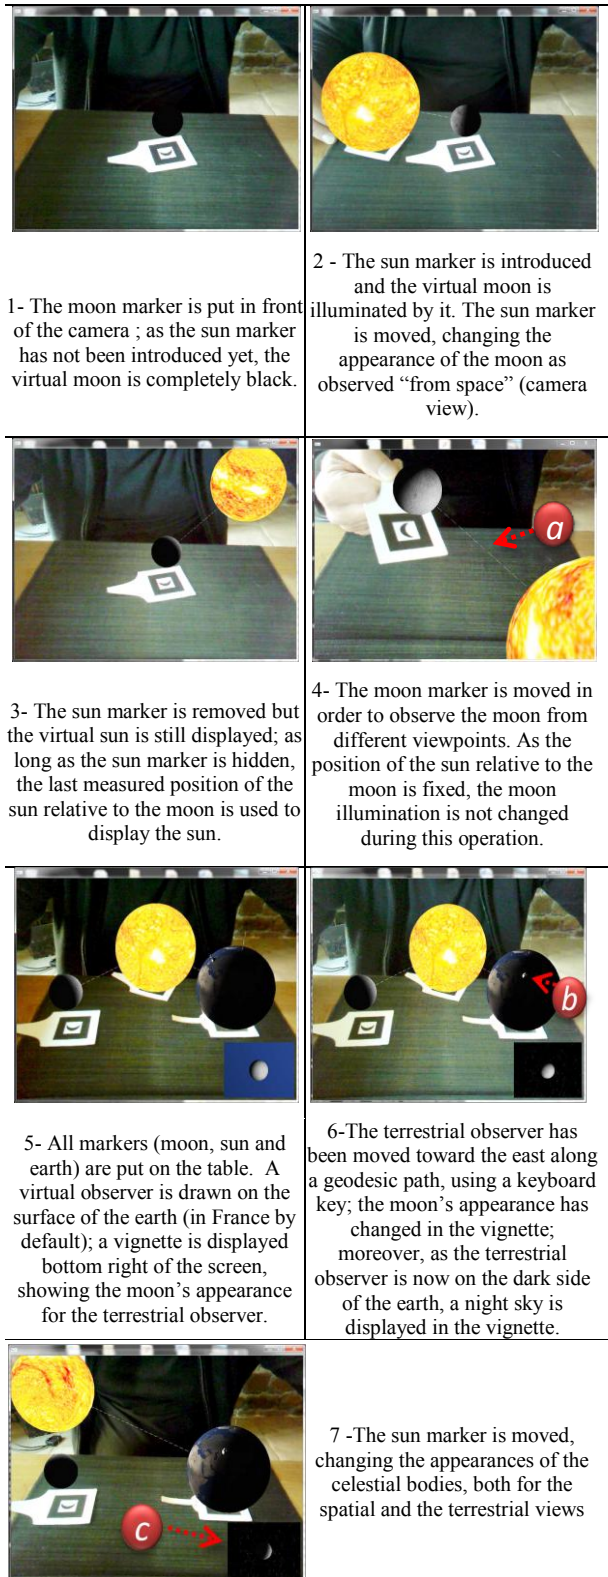 1- The moon marker is put in front
of the camera ; as the sun marker
has not been introduced yet, the
virtual moon is completely black.
2 - The sun marker is introduced
and the virtual moon is
illuminated by it. The sun marker
is moved, changing the
appearance of the moon as
observed “from space” (camera
view).
a
3- The sun marker is removed but
the virtual sun is still displayed; as
long as the sun marker is hidden,
the last measured position of the
sun relative to the moon is used to
display the sun.
4- The moon marker is moved in
order to observe the moon from
different viewpoints. As the
position of the sun relative to the
moon is fixed, the moon
illumination is not changed
during this operation.
b
5- All markers (moon, sun and
earth) are put on the table.  A
virtual observer is drawn on the
surface of the earth (in France by
default); a vignette is displayed
bottom right of the screen,
showing the moon’s appearance
for the terrestrial observer.
6-The terrestrial observer has
been moved toward the east along
a geodesic path, using a keyboard
key; the moon’s appearance has
changed in the vignette;
moreover, as the terrestrial
observer is now on the dark side
of the earth, a night sky is
displayed in the vignette.
c
7 -The sun marker is moved,
changing the appearances of the
celestial bodies, both for the
spatial and the terrestrial views